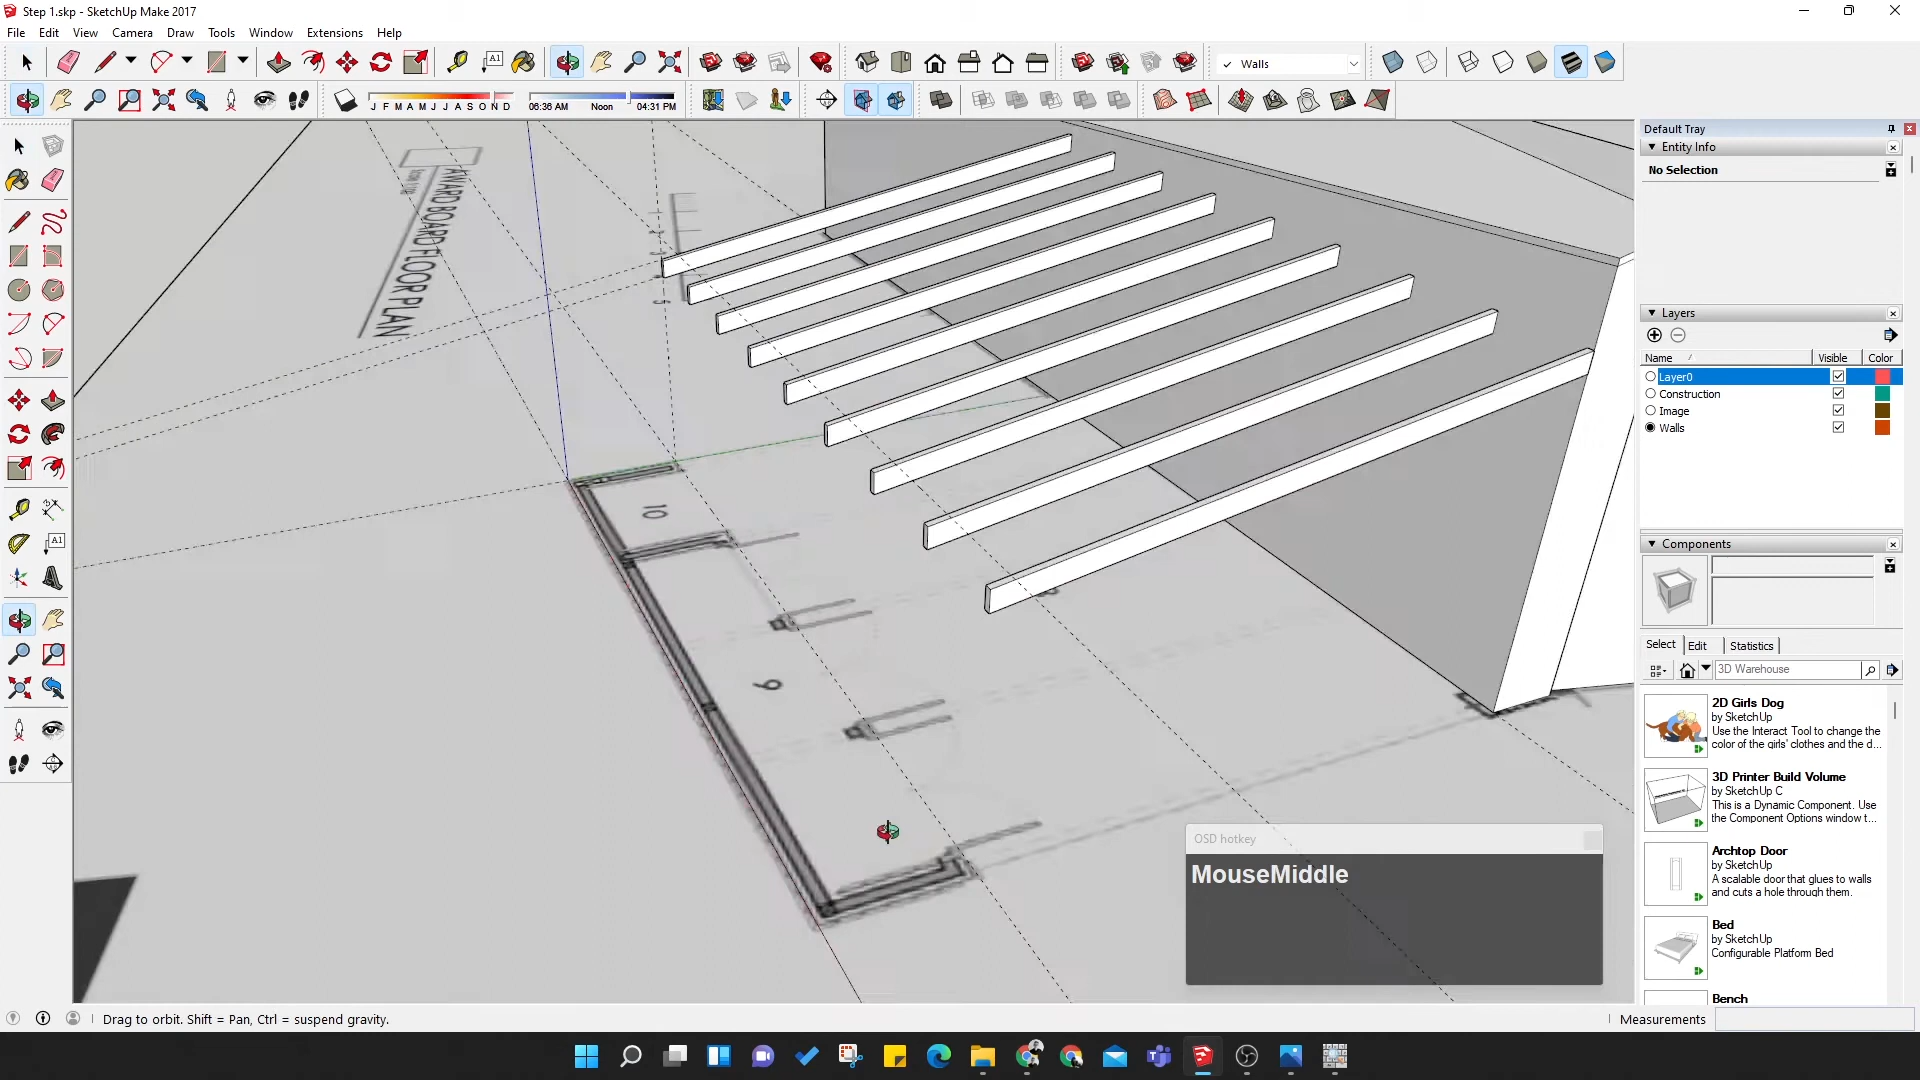 Step 1.skp - SketchUp Make 2017
File Edit View Camera Draw Tools Window Extensions Help
A1
Walls
J F M A M J J A S O N D
06:36 AM Noon 04:31 PM
Default Tray
Entity Info
No Selection
AWARD BOARD FLOOR PLAN
Layers
Name Visible Color
Layer0
Construction
Image
Walls
10
9
A1
Components
Select Edit Statistics
3D Warehouse
2D Girls Dog
by SketchUp
Use the Interact Tool to change the
color of the girls' clothes and the d...
3D Printer Build Volume
by SketchUp C
This is a Dynamic Component. Use
the Component Options window t...
Archtop Door
by SketchUp
A scalable door that glues to walls
and cuts a hole through them.
Bed
by SketchUp
Configurable Platform Bed
Bench
OSD hotkey
MouseMiddle
Drag to orbit. Shift = Pan, Ctrl = suspend gravity.
Measurements